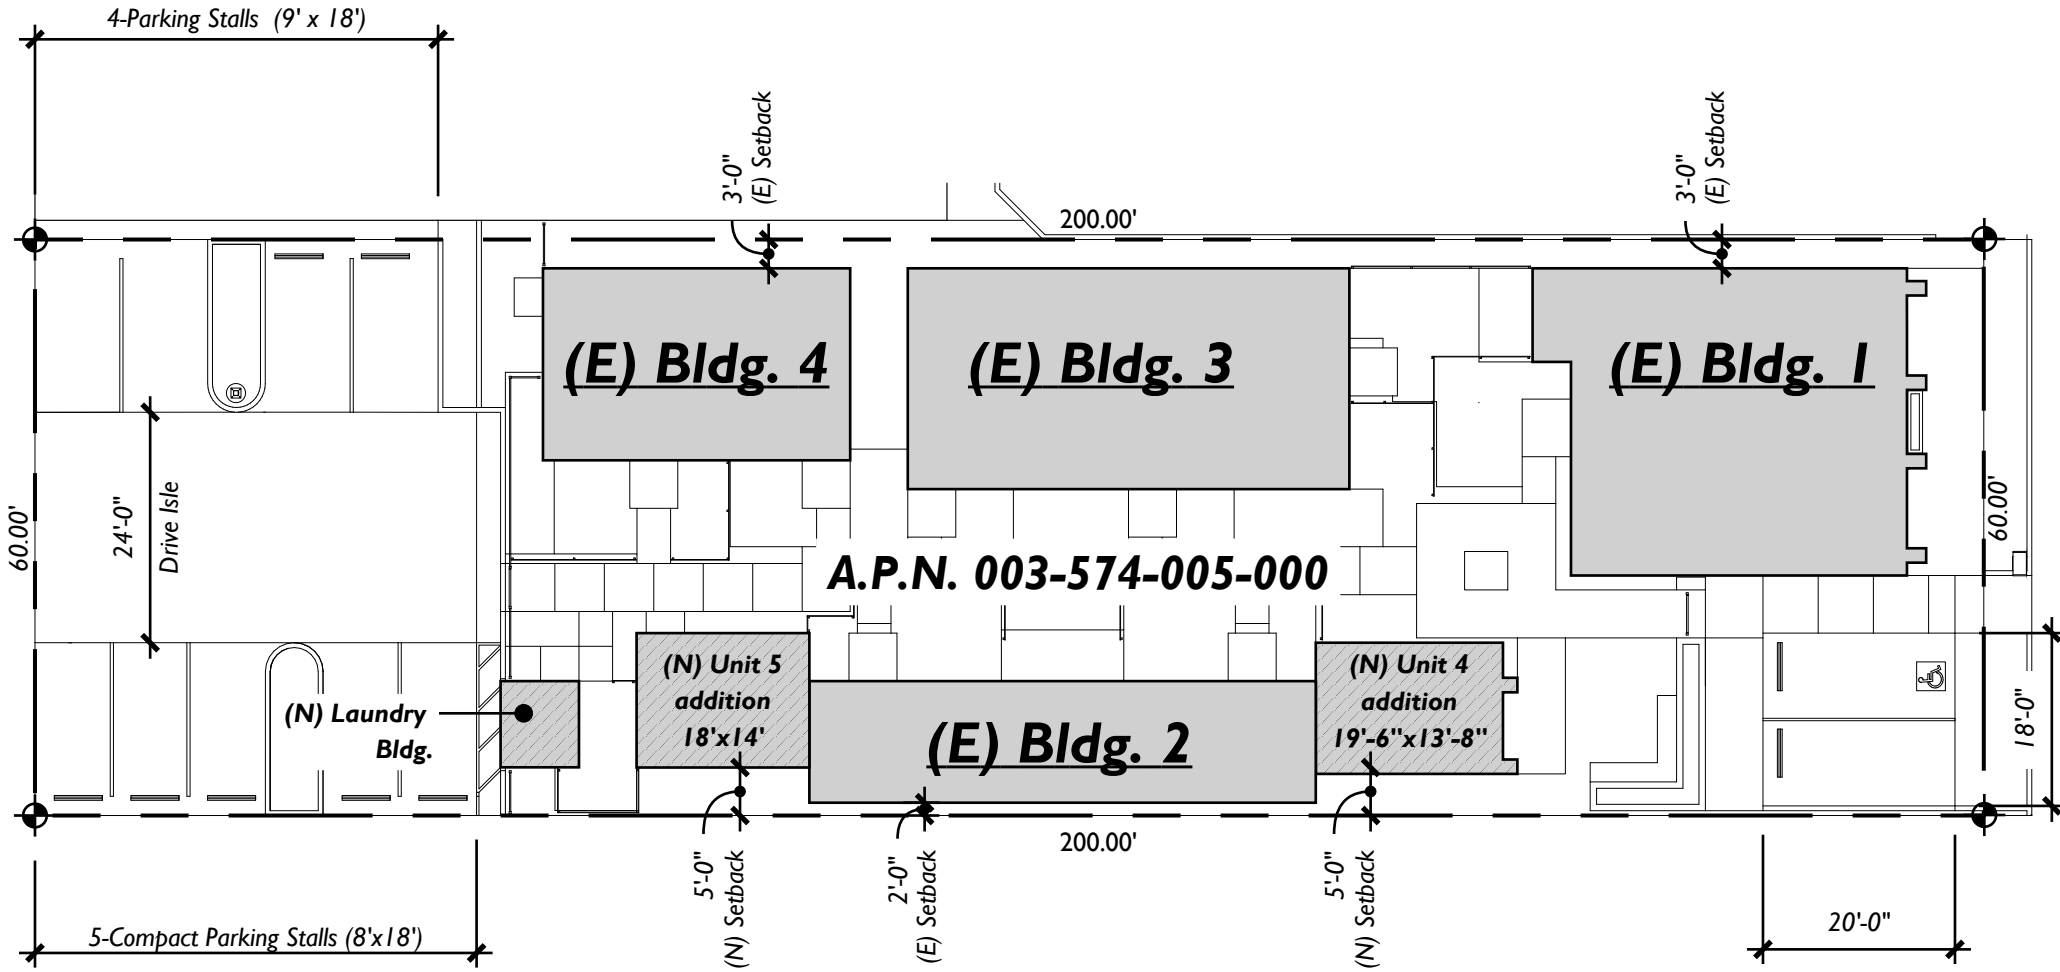 4-Parking Stalls (9' x 18')
3'-0"
(E) Setback
3'-0"
(E) Setback
200.00'
(E) Bldg. 4
(E) Bldg. 3
(E) Bldg. 1
60.00'
24'-0"
Drive Isle
60.00'
A.P.N. 003-574-005-000
(N) Laundry
Bldg.
(N) Unit 5
addition
18'x14'
(E) Bldg. 2
(N) Unit 4
addition
19'-6"x13'-8"
18'-0"
200.00'
5'-0"
(N) Setback
2'-0"
(E) Setback
5'-0"
(N) Setback
5-Compact Parking Stalls (8'x18')
20'-0"